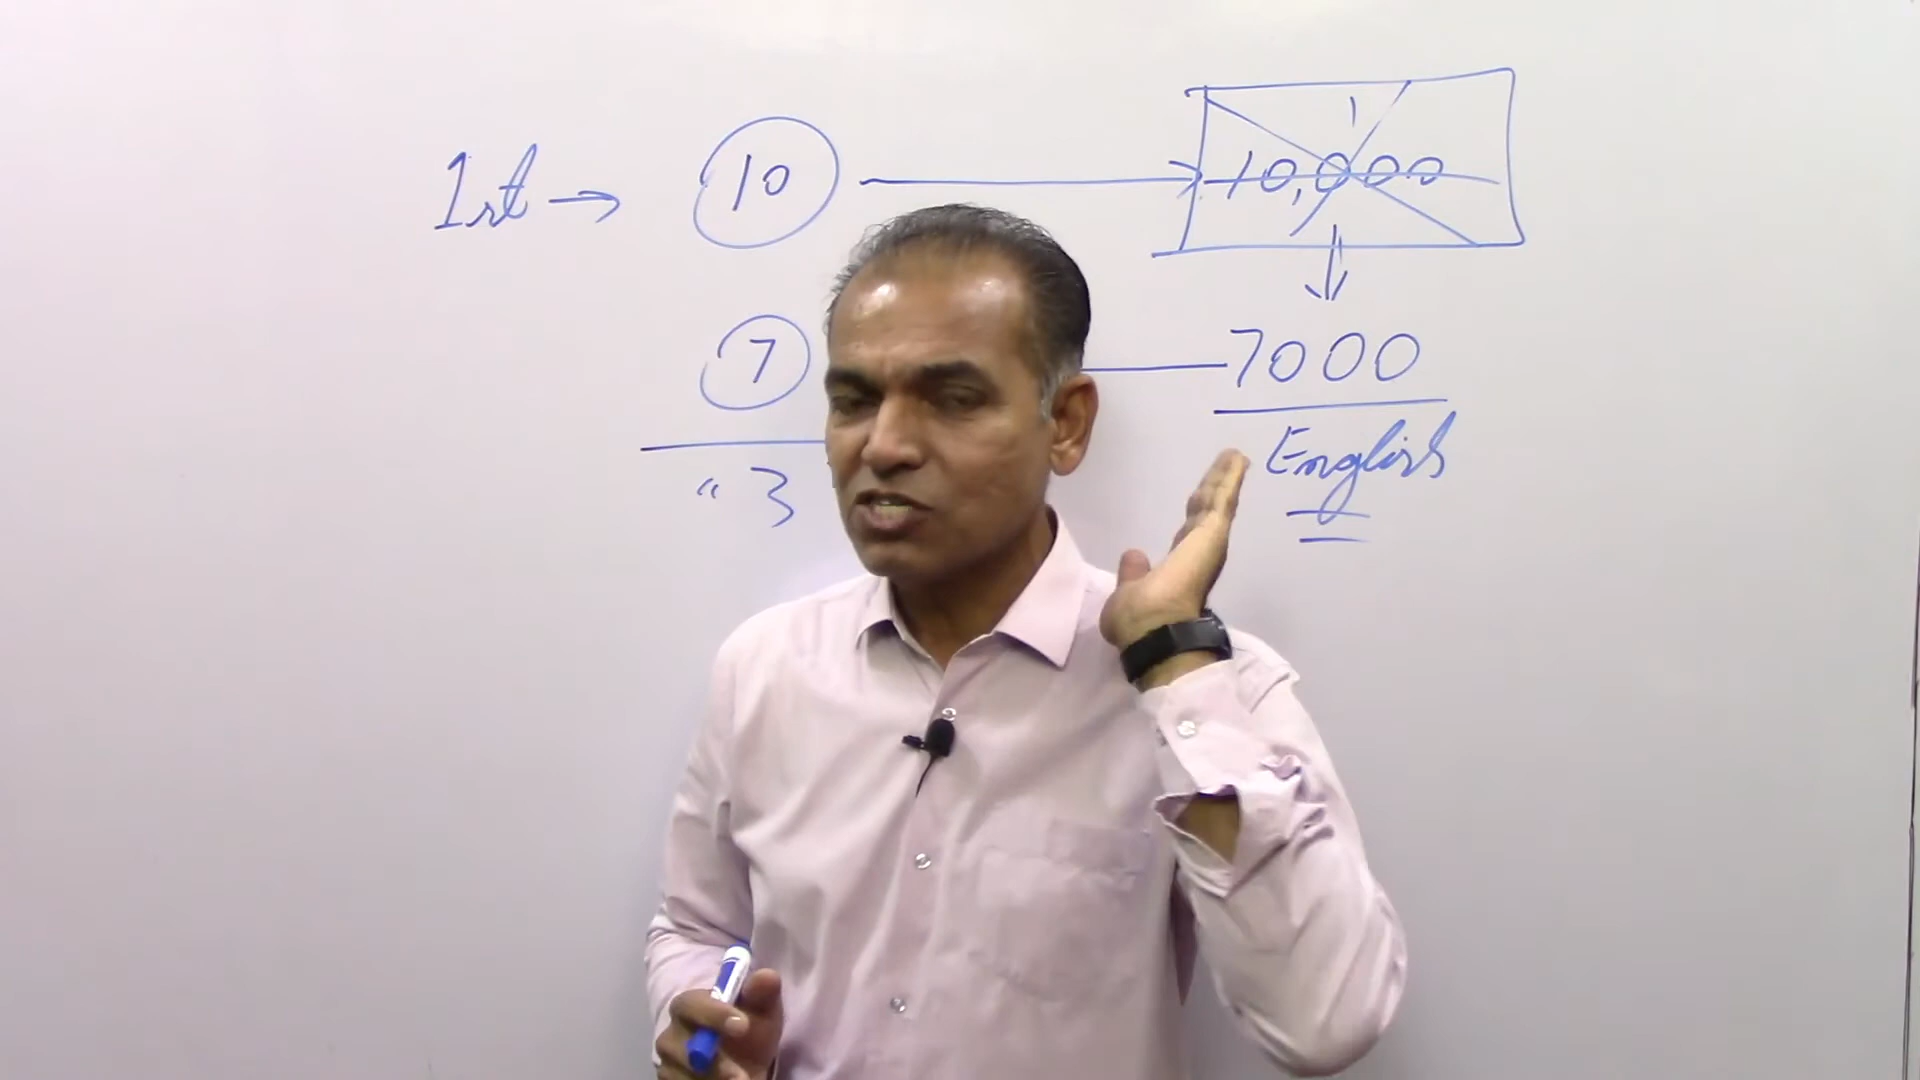 1st → 10 → 10,000
7 — 7000
English
" 3